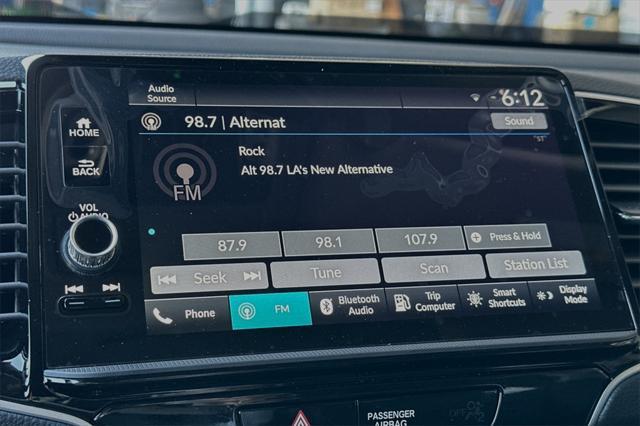 Audio
Source
6:12
HOME
98.7 | Alternat
Sound
BACK
Rock
Alt 98.7 LA's New Alternative
FM
VOL
AUDIO
87.9
98.1
107.9
Press & Hold
Seek
Tune
Scan
Station List
Phone
FM
Bluetooth
Audio
Trip
Computer
Smart
Shortcuts
Display
Mode
PASSENGER
AIRBAG
OFF